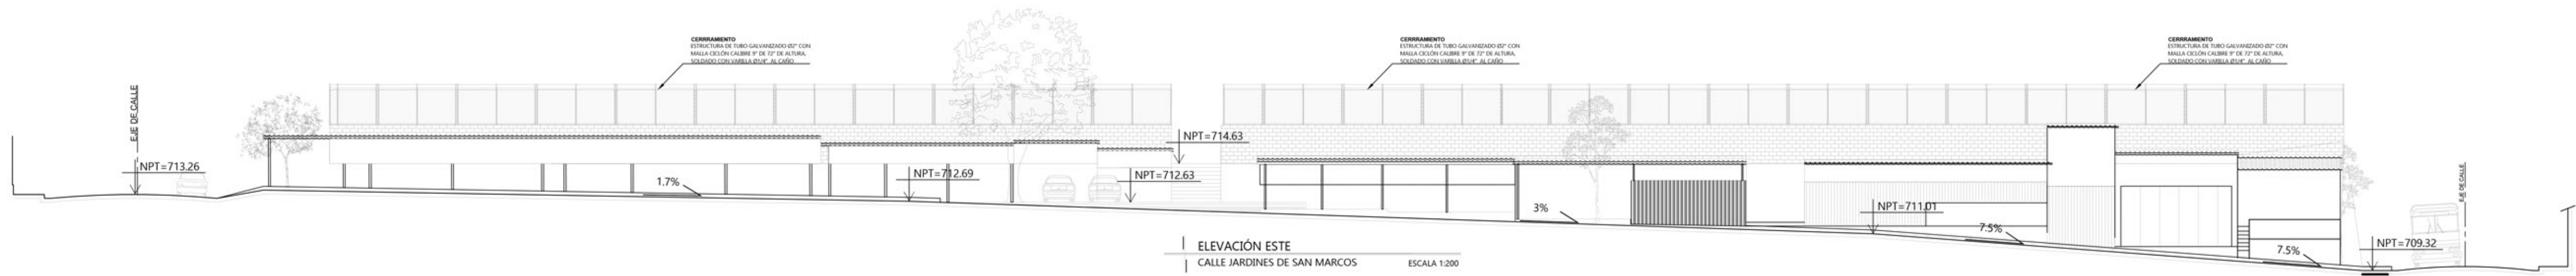 CERRRAMIENTO
ESTRUCTURA DE TUBO GALVANIZADO Ø2" CON
MALLA CICLÓN CALIBRE 9" DE 72" DE ALTURA,
SOLDADO CON VARILLA Ø1/4" AL CAÑO
CERRRAMIENTO
ESTRUCTURA DE TUBO GALVANIZADO Ø2" CON
MALLA CICLÓN CALIBRE 9" DE 72" DE ALTURA,
SOLDADO CON VARILLA Ø1/4" AL CAÑO
CERRRAMIENTO
ESTRUCTURA DE TUBO GALVANIZADO Ø2" CON
MALLA CICLÓN CALIBRE 9" DE 72" DE ALTURA,
SOLDADO CON VARILLA Ø1/4" AL CAÑO
EJE DE CALLE
NPT=713.26
1.7%
NPT=712.69
NPT=712.63
NPT=714.63
3%
NPT=711.01
7.5%
7.5%
NPT=709.32
EJE DE CALLE
ELEVACIÓN ESTE
CALLE JARDINES DE SAN MARCOS ESCALA 1:200